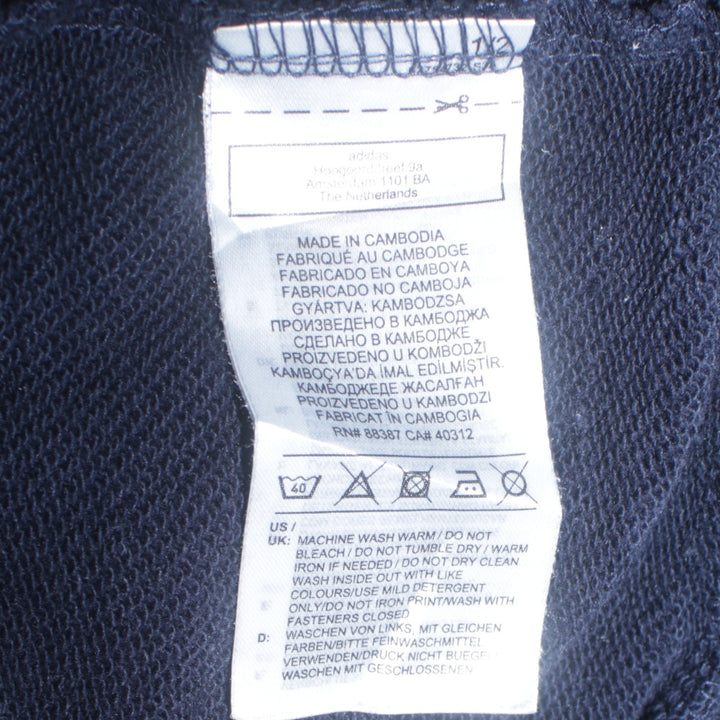 1/2
adidas
Hoogoorddreef 9a
Amsterdam 1101 BA
The Netherlands
MADE IN CAMBODIA
FABRIQUÉ AU CAMBODGE
FABRICADO EN CAMBOYA
FABRICADO NO CAMBOJA
GYÁRTVA: KAMBODZSA
ПРОИЗВЕДЕНО В КАМБОДЖА
СДЕЛАНО В КАМБОДЖЕ
PROIZVEDENO U KOMBODŽI
KAMBOÇYA'DA İMAL EDİLMİŞTİR.
КАМБОДЖЕДЕ ЖАСАЛҒАН
PROIZVEDENO U KAMBODZI
FABRICAT ÎN CAMBOGIA
RN# 88387 CA# 40312
40
US /
UK: MACHINE WASH WARM / DO NOT
BLEACH / DO NOT TUMBLE DRY / WARM
IRON IF NEEDED / DO NOT DRY CLEAN
WASH INSIDE OUT WITH LIKE
COLOURS/USE MILD DETERGENT
ONLY/DO NOT IRON PRINT/WASH WITH
FASTENERS CLOSED
D: WASCHEN VON LINKS, MIT GLEICHEN
FARBEN/BITTE FEINWASCHMITTEL
VERWENDEN/DRUCK NICHT BUEGE
WASCHEN MIT GESCHLOSSENEN